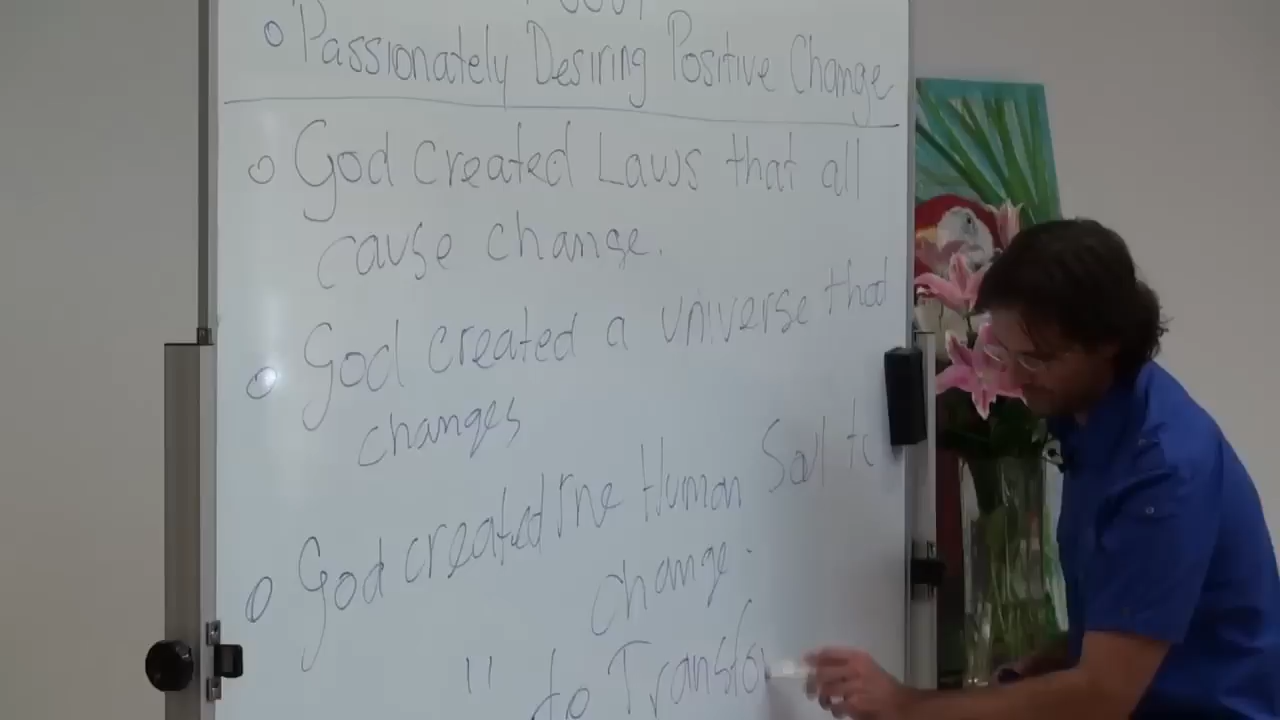 Passionately Desiring Positive Change
God created Laws that all
cause change.
God created a universe that
changes
God created the Human Soul to
change.
" to Transfo